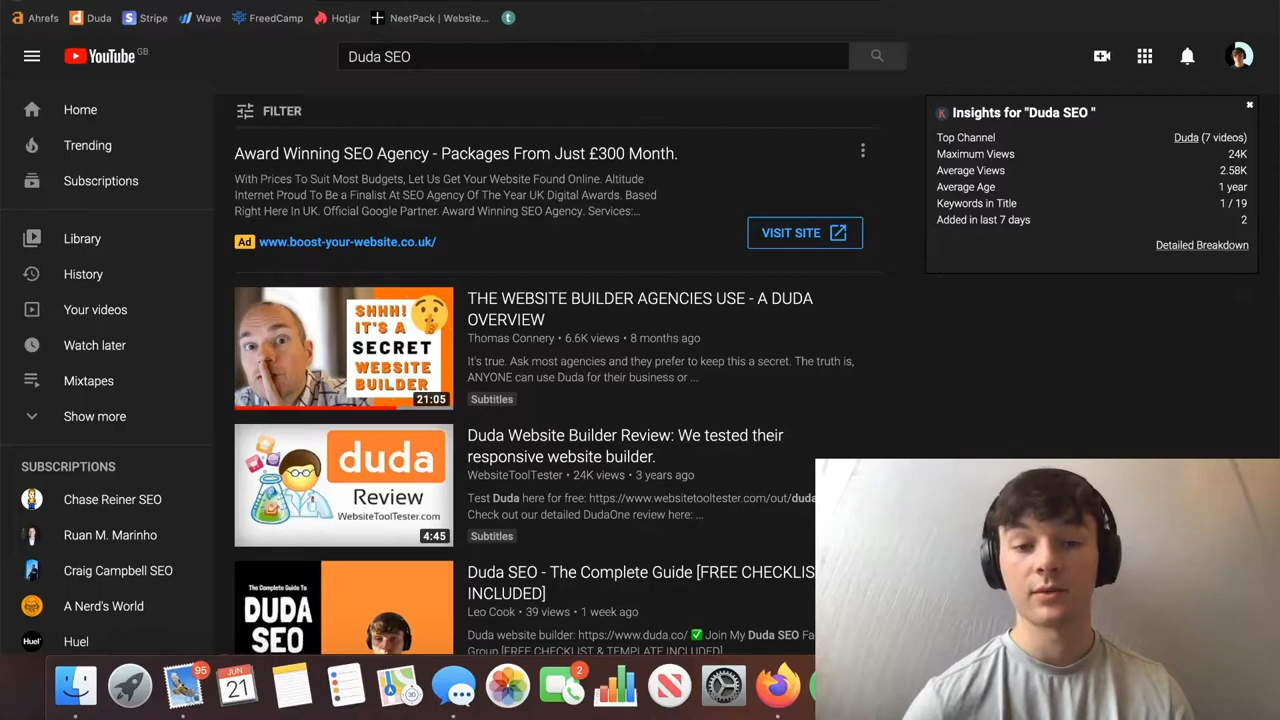 Ahrefs Duda Stripe Wave FreedCamp Hotjar NeetPack | Website... t
YouTube GB
Duda SEO
Home
Trending
Subscriptions
Library
History
Your videos
Watch later
Mixtapes
Show more
SUBSCRIPTIONS
Chase Reiner SEO
Ruan M. Marinho
Craig Campbell SEO
A Nerd's World
Huel Huel
FILTER
Award Winning SEO Agency - Packages From Just £300 Month.
With Prices To Suit Most Budgets, Let Us Get Your Website Found Online. Altitude
Internet Proud To be a Finalist At SEO Agency Of The Year UK Digital Awards. Based
Right Here In UK. Official Google Partner. Award Winning SEO Agency. Services:...
Ad www.boost-your-website.co.uk/
VISIT SITE
SHHH!
IT'S A
SECRET
WEBSITE
BUILDER
21:05
THE WEBSITE BUILDER AGENCIES USE - A DUDA
OVERVIEW
Thomas Connery • 6.6K views • 8 months ago
It's true. Ask most agencies and they prefer to keep this a secret. The truth is,
ANYONE can use Duda for their business or ...
Subtitles
duda
Review
WebsiteToolTester.com
4:45
Duda Website Builder Review: We tested their
responsive website builder.
WebsiteToolTester • 24K views • 3 years ago
Test Duda here for free: https://www.websitetooltester.com/out/duda
Check out our detailed DudaOne review here: ...
Subtitles
The Complete Guide To
DUDA
SEO
Duda SEO - The Complete Guide [FREE CHECKLIS
INCLUDED]
Leo Cook • 39 views • 1 week ago
Duda website builder: https://www.duda.co/ ✅ Join My Duda SEO Fa
Group [FREE CHECKLIST & TEMPLATE INCLUDED]
K Insights for "Duda SEO "
Top Channel Duda (7 videos)
Maximum Views 24K
Average Views 2.58K
Average Age 1 year
Keywords in Title 1 / 19
Added in last 7 days 2
Detailed Breakdown
95
JUN
21
3D
2